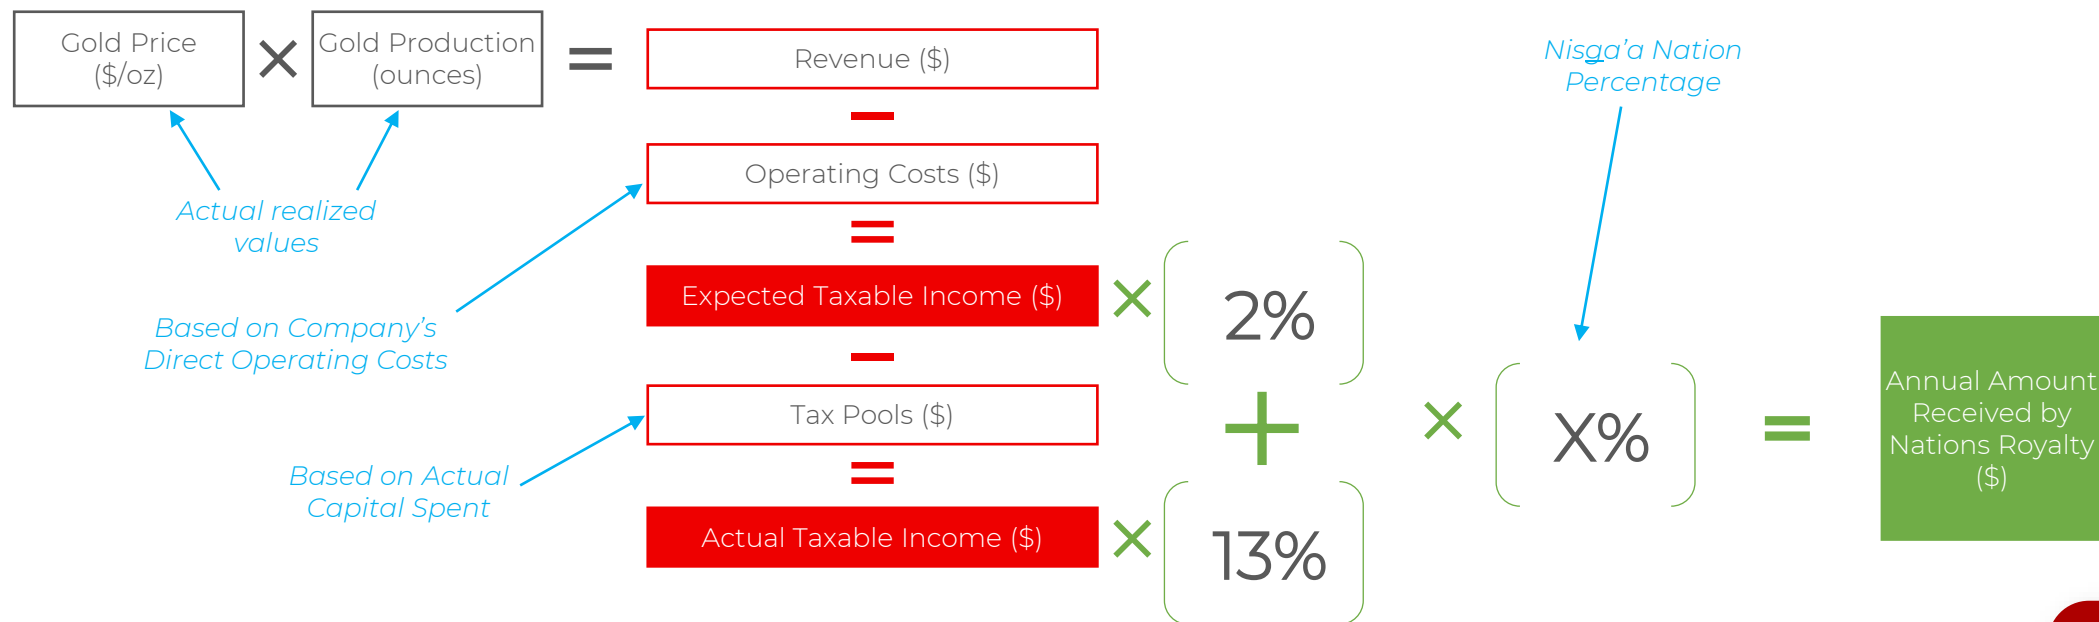 Gold Price
($/oz)
×
Gold Production
(ounces)
=
Revenue ($)
Nisg̲a’a Nation
Percentage
−
Operating Costs ($)
Actual realized
values
=
Expected Taxable Income ($)
×
2%
Based on Company’s
Direct Operating Costs
−
Tax Pools ($)
+
×
X%
=
Annual Amount
Received by
Nations Royalty
($)
Based on Actual
Capital Spent
=
Actual Taxable Income ($)
×
13%